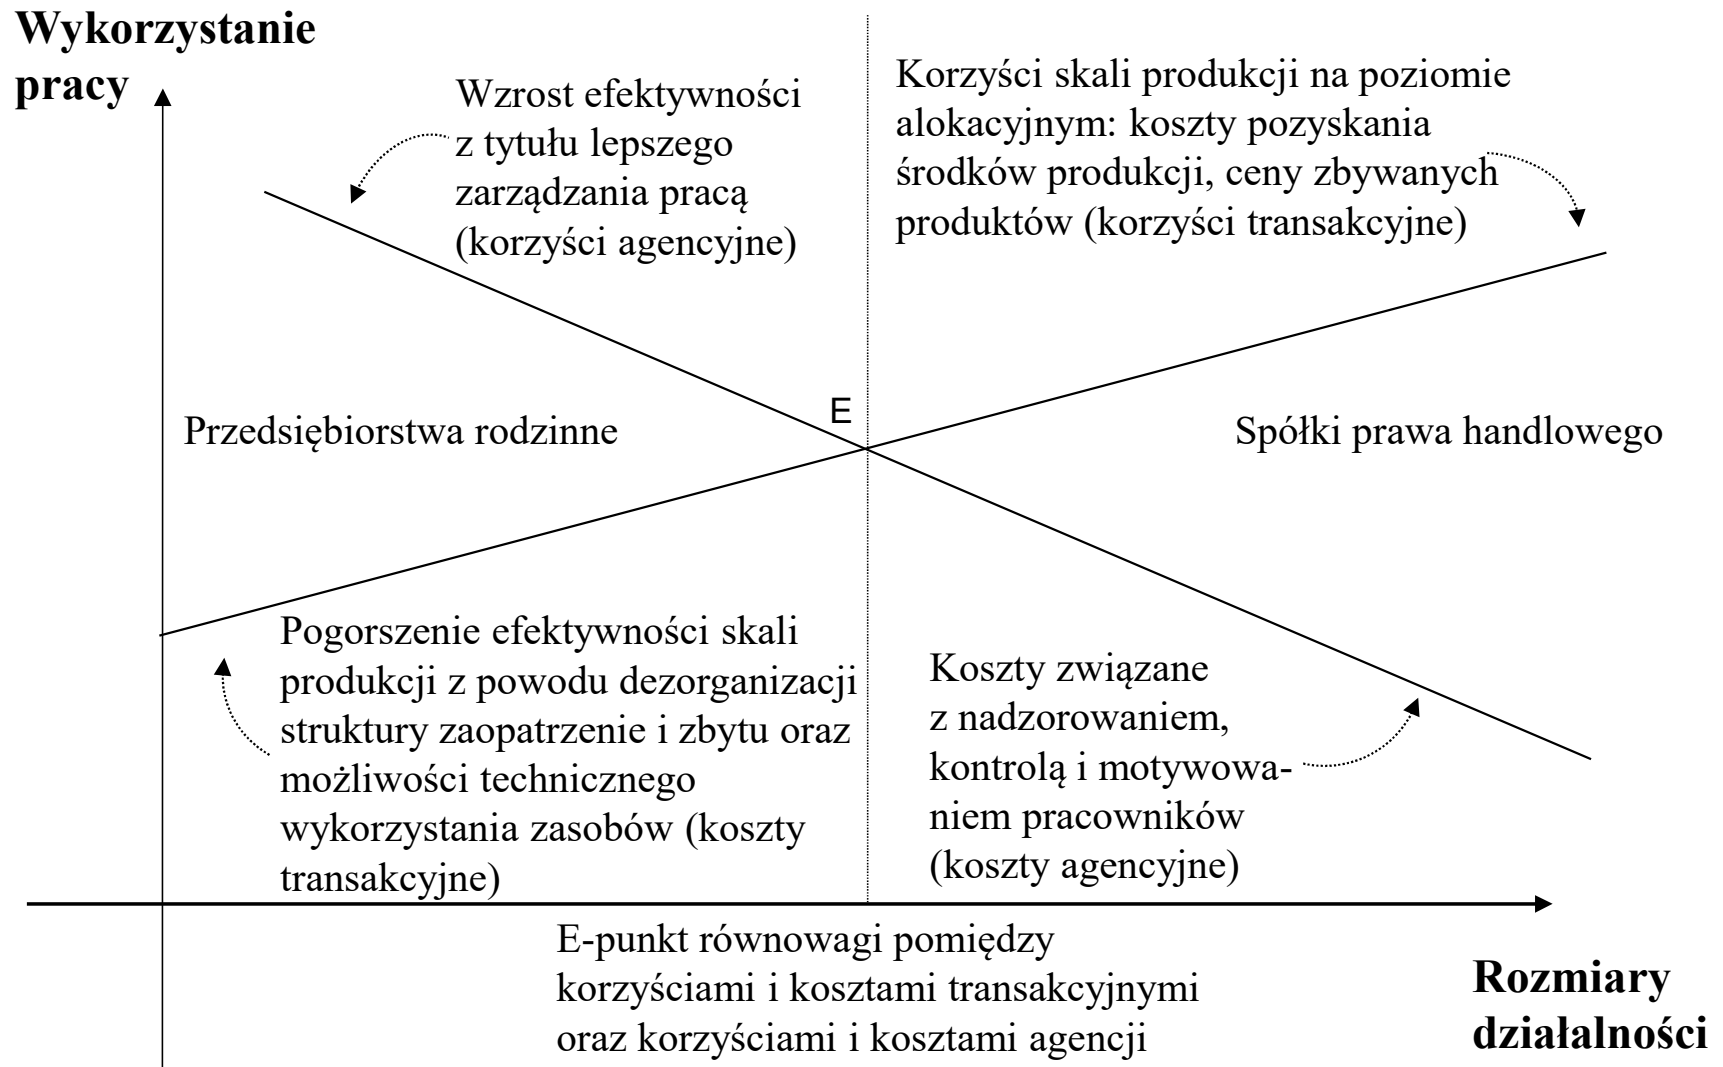 Wykorzystanie
pracy
Wzrost efektywności
z tytułu lepszego
zarządzania pracą
(korzyści agencyjne)
Korzyści skali produkcji na poziomie
alokacyjnym: koszty pozyskania
środków produkcji, ceny zbywanych
produktów (korzyści transakcyjne)
E
Przedsiębiorstwa rodzinne
Spółki prawa handlowego
Pogorszenie efektywności skali
produkcji z powodu dezorganizacji
struktury zaopatrzenie i zbytu oraz
możliwości technicznego
wykorzystania zasobów (koszty
transakcyjne)
Koszty związane
z nadzorowaniem,
kontrolą i motywowa-
niem pracowników
(koszty agencyjne)
E-punkt równowagi pomiędzy
korzyściami i kosztami transakcyjnymi
oraz korzyściami i kosztami agencji
Rozmiary
działalności